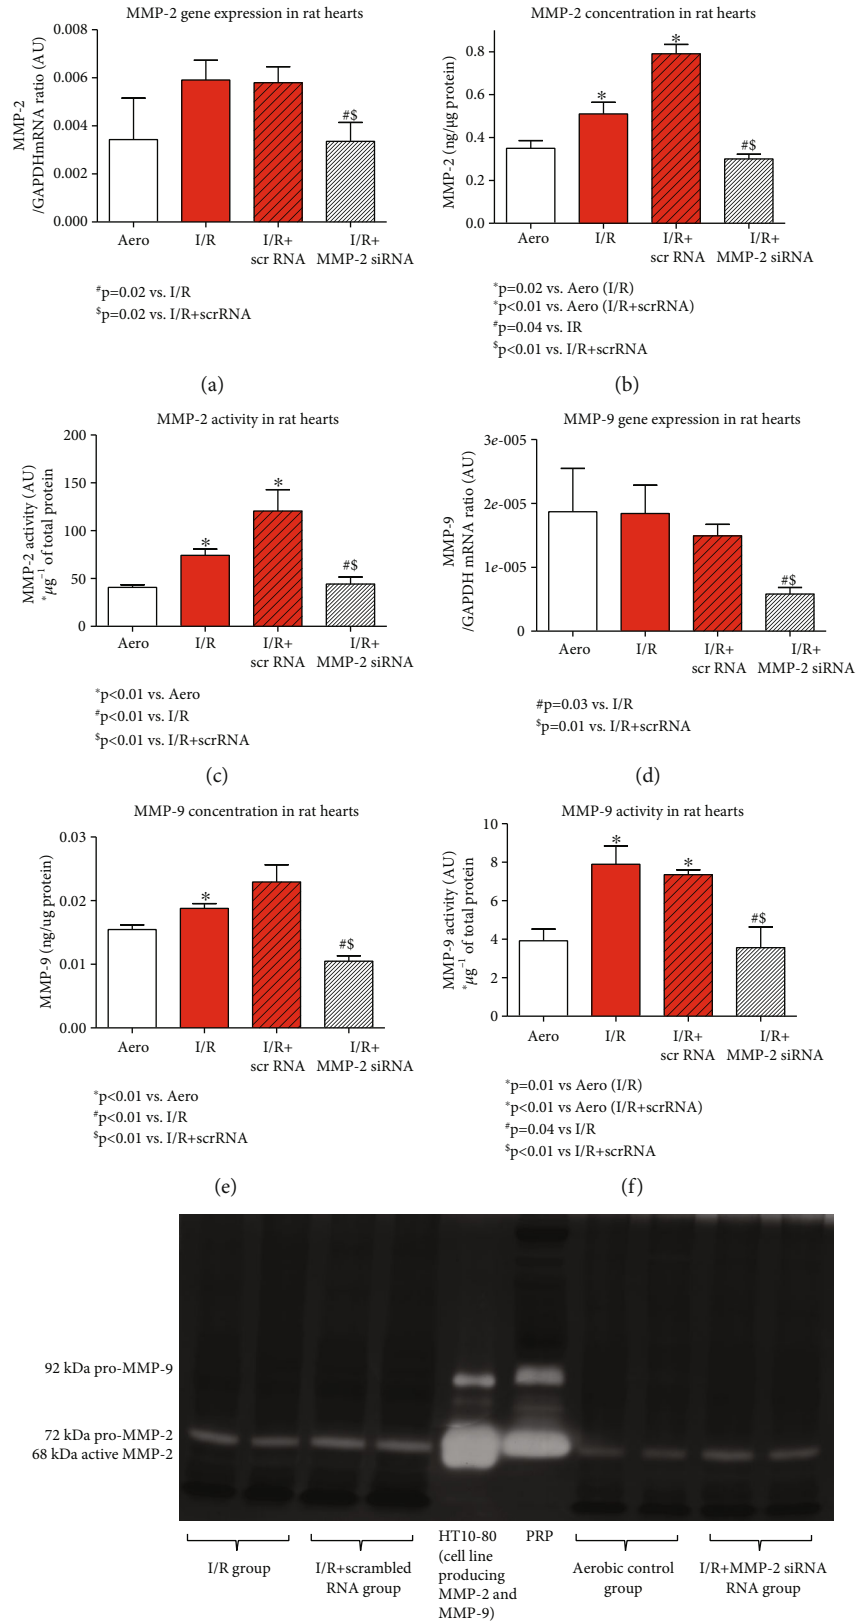 MMP-2 gene expression in rat hearts
MMP-2
/GAPDHmRNA ratio (AU)
0.008
0.006
0.004
0.002
0.000
#$
Aero
I/R
I/R+
scr RNA
I/R+
MMP-2 siRNA
#p=0.02 vs. I/R
$p=0.02 vs. I/R+scrRNA
(a)
MMP-2 concentration in rat hearts
MMP-2 (ng/µg protein)
0.8
0.6
0.4
0.2
0.0
*
*
#$
Aero
I/R
I/R+
scr RNA
I/R+
MMP-2 siRNA
*p=0.02 vs. Aero (I/R)
*p<0.01 vs. Aero (I/R+scrRNA)
#p=0.04 vs. IR
$p<0.01 vs. I/R+scrRNA
(b)
MMP-2 activity in rat hearts
MMP-2 activity (AU)
*µg⁻¹ of total protein
200
150
100
50
0
*
*
#$
Aero
I/R
I/R+
scr RNA
I/R+
MMP-2 siRNA
*p<0.01 vs. Aero
#p<0.01 vs. I/R
$p<0.01 vs. I/R+scrRNA
(c)
MMP-9 gene expression in rat hearts
MMP-9
/GAPDH mRNA ratio (AU)
3e-005
2e-005
1e-005
0
#$
Aero
I/R
I/R+
scr RNA
I/R+
MMP-2 siRNA
#p=0.03 vs. I/R
$p=0.01 vs. I/R+scrRNA
(d)
MMP-9 concentration in rat hearts
MMP-9 (ng/ug protein)
0.03
0.02
0.01
0.00
*
#$
Aero
I/R
I/R+
scr RNA
I/R+
MMP-2 siRNA
*p<0.01 vs. Aero
#p<0.01 vs. I/R
$p<0.01 vs. I/R+scrRNA
(e)
MMP-9 activity in rat hearts
MMP-9 activity (AU)
*µg⁻¹ of total protein
10
8
6
4
2
0
*
*
#$
Aero
I/R
I/R+
scr RNA
I/R+
MMP-2 siRNA
*p=0.01 vs Aero (I/R)
*p<0.01 vs Aero (I/R+scrRNA)
#p=0.04 vs I/R
$p<0.01 vs I/R+scrRNA
(f)
92 kDa pro-MMP-9
72 kDa pro-MMP-2
68 kDa active MMP-2
I/R group
I/R+scrambled
RNA group
HT10-80
(cell line
producing
MMP-2 and
MMP-9)
PRP
Aerobic control
group
I/R+MMP-2 siRNA
RNA group